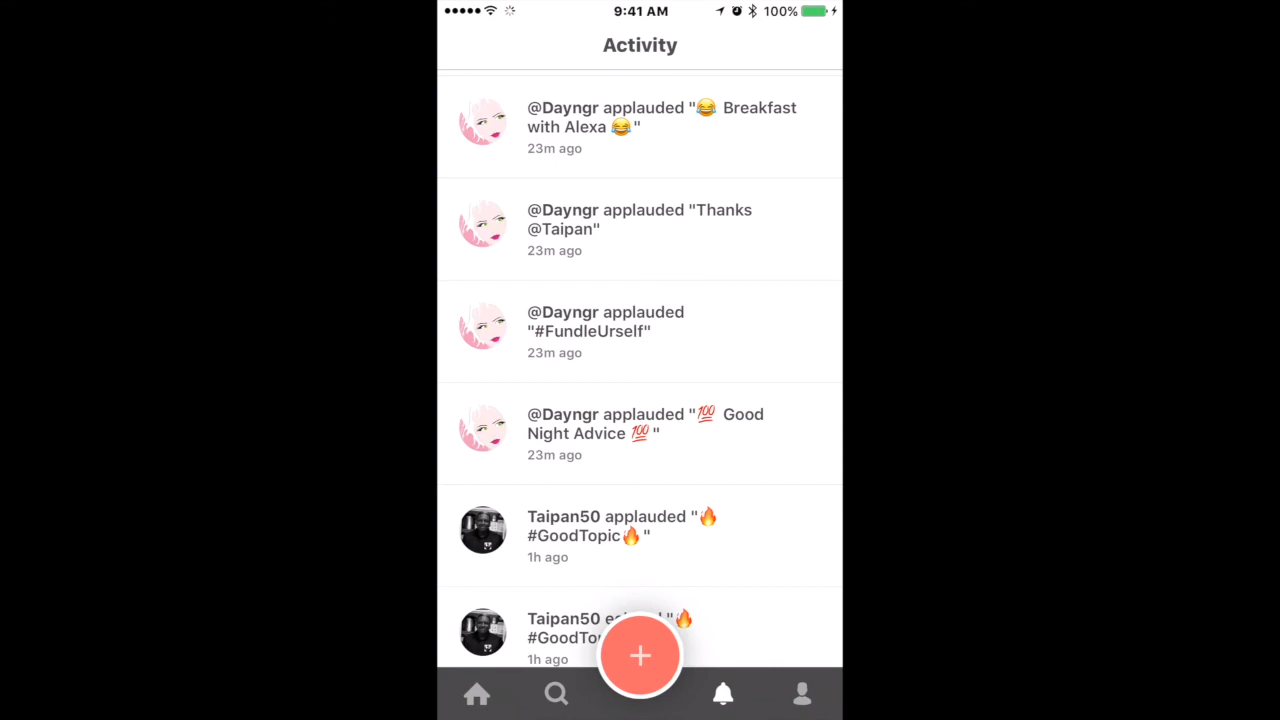 9:41 AM 100%
Activity
@Dayngr applauded "😂 Breakfast
with Alexa 😂"
23m ago
@Dayngr applauded "Thanks
@Taipan"
23m ago
@Dayngr applauded
"#FundleUrself"
23m ago
@Dayngr applauded "💯 Good
Night Advice 💯"
23m ago
Taipan50 applauded "🔥
#GoodTopic🔥"
1h ago
Taipan50 "🔥
1h ago